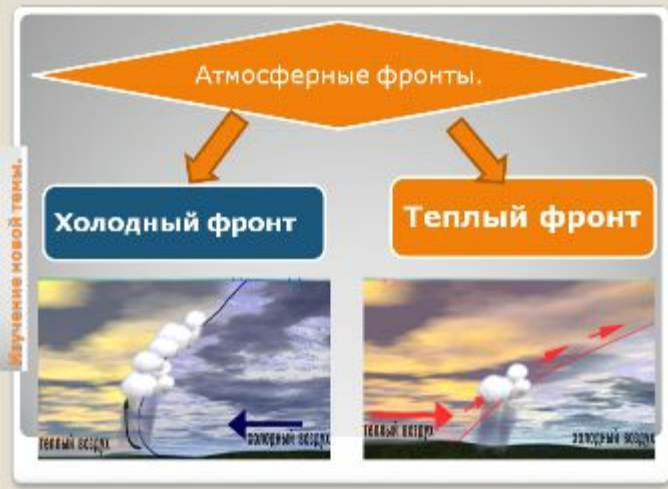 Атмосферные фронты.
Изучение новой темы.
Холодный фронт
Теплый фронт
теплый воздух
холодный воздух
теплый воздух
холодный воздух